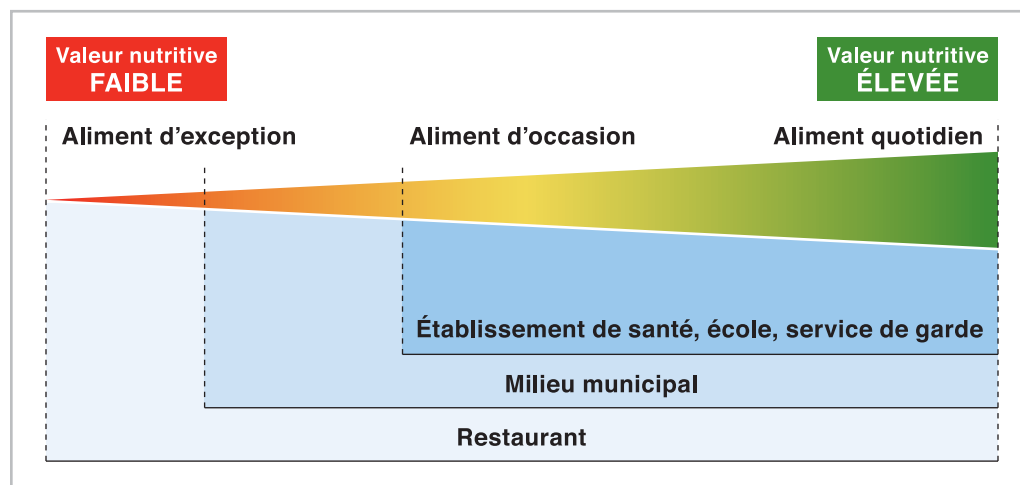 Valeur nutritive
FAIBLE
Valeur nutritive
ÉLEVÉE
Aliment d’exception
Aliment d’occasion
Aliment quotidien
Établissement de santé, école, service de garde
Milieu municipal
Restaurant